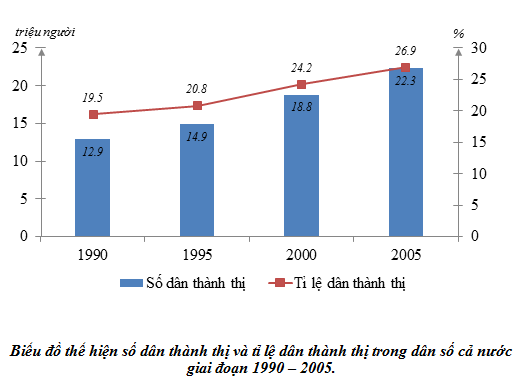 triệu người %
25 30
20 25
15 20
10 15
5 10
0 5
0
19.5 20.8 24.2 26.9
12.9 14.9 18.8 22.3
1990 1995 2000 2005
Số dân thành thị Tỉ lệ dân thành thị
Biểu đồ thể hiện số dân thành thị và tỉ lệ dân thành thị trong dân số cả nước
giai đoạn 1990 – 2005.